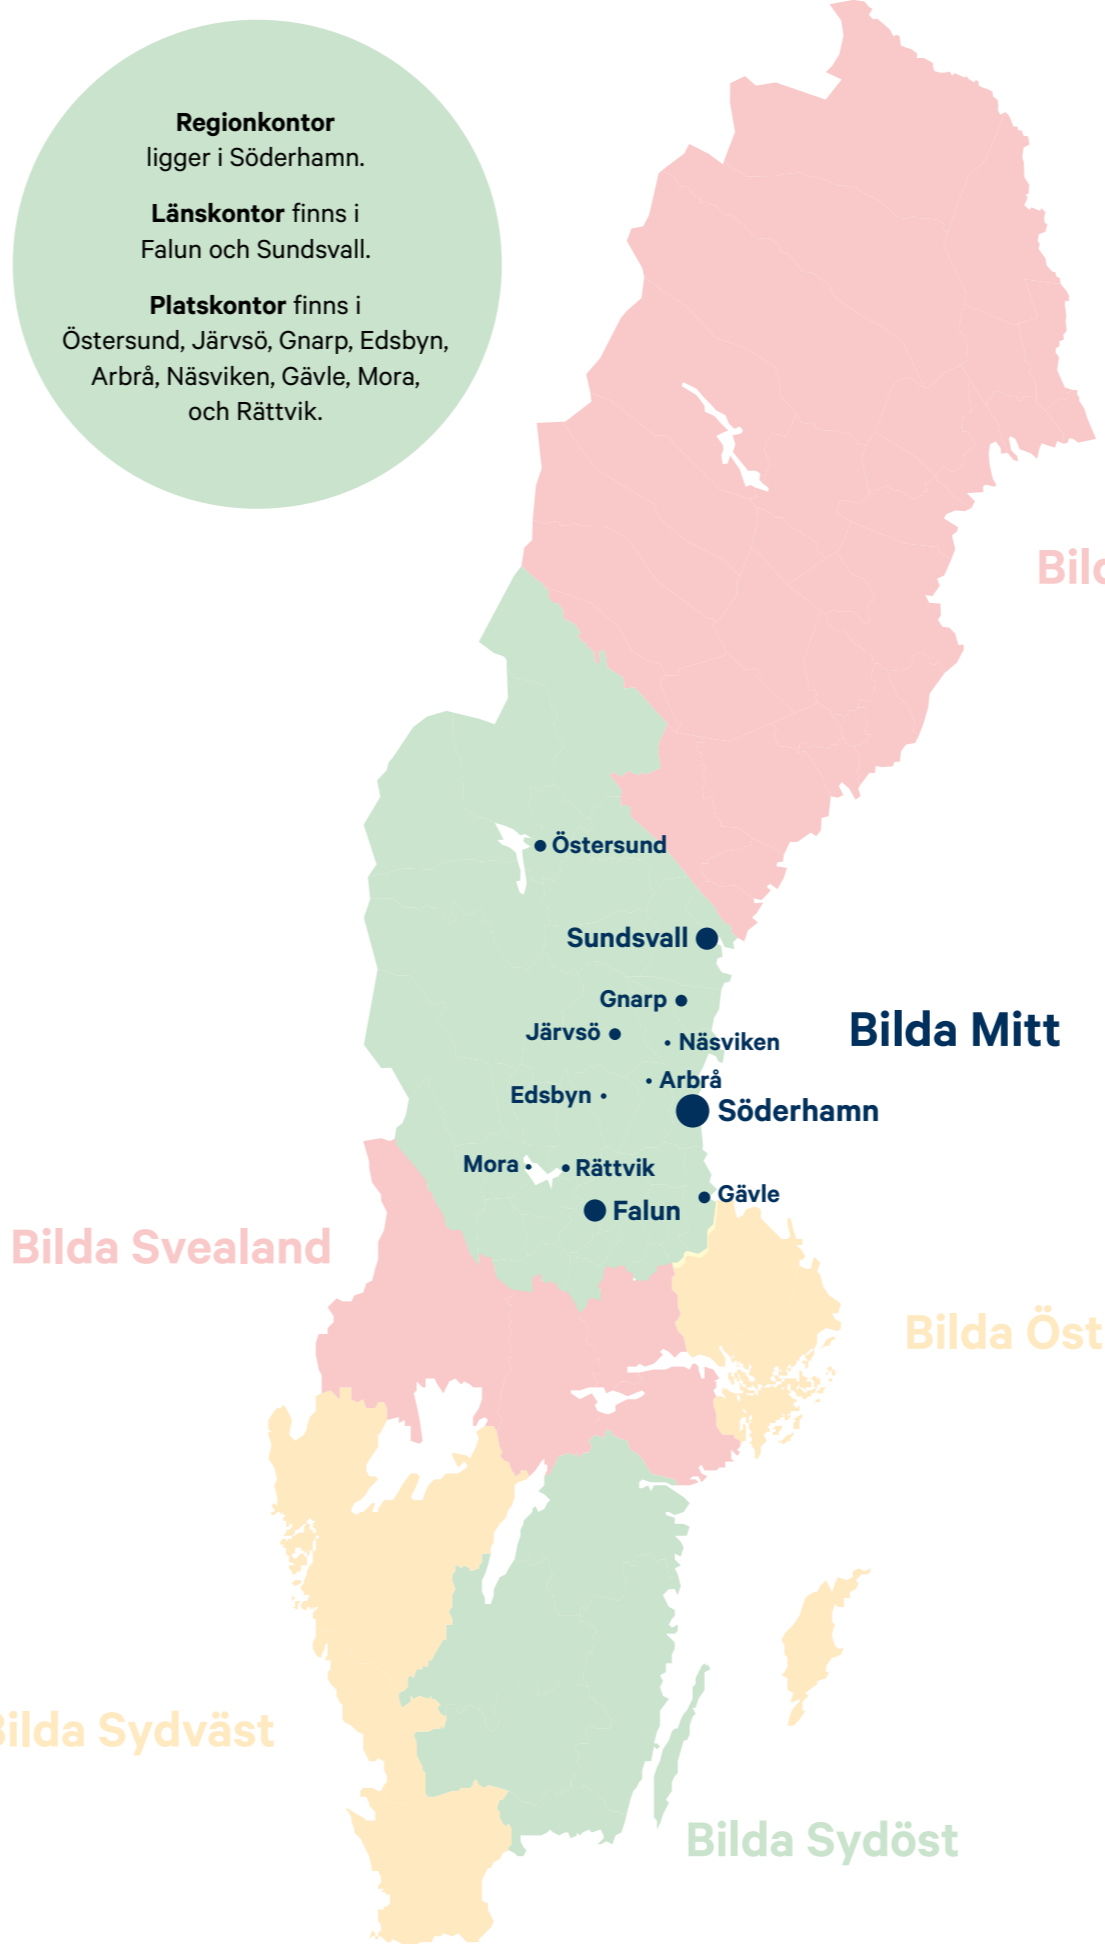 Regionkontor
ligger i Söderhamn.
Länskontor finns i
Falun och Sundsvall.
Platskontor finns i
Östersund, Järvsö, Gnarp, Edsbyn,
Arbrå, Näsviken, Gävle, Mora,
och Rättvik.
Östersund
Sundsvall
Gnarp
Järvsö
Näsviken
Bilda Mitt
Arbrå
Edsbyn
Söderhamn
Mora
Rättvik
Gävle
Falun
Bilda Svealand
Bilda Öst
Bilda Sydväst
Bilda Sydöst